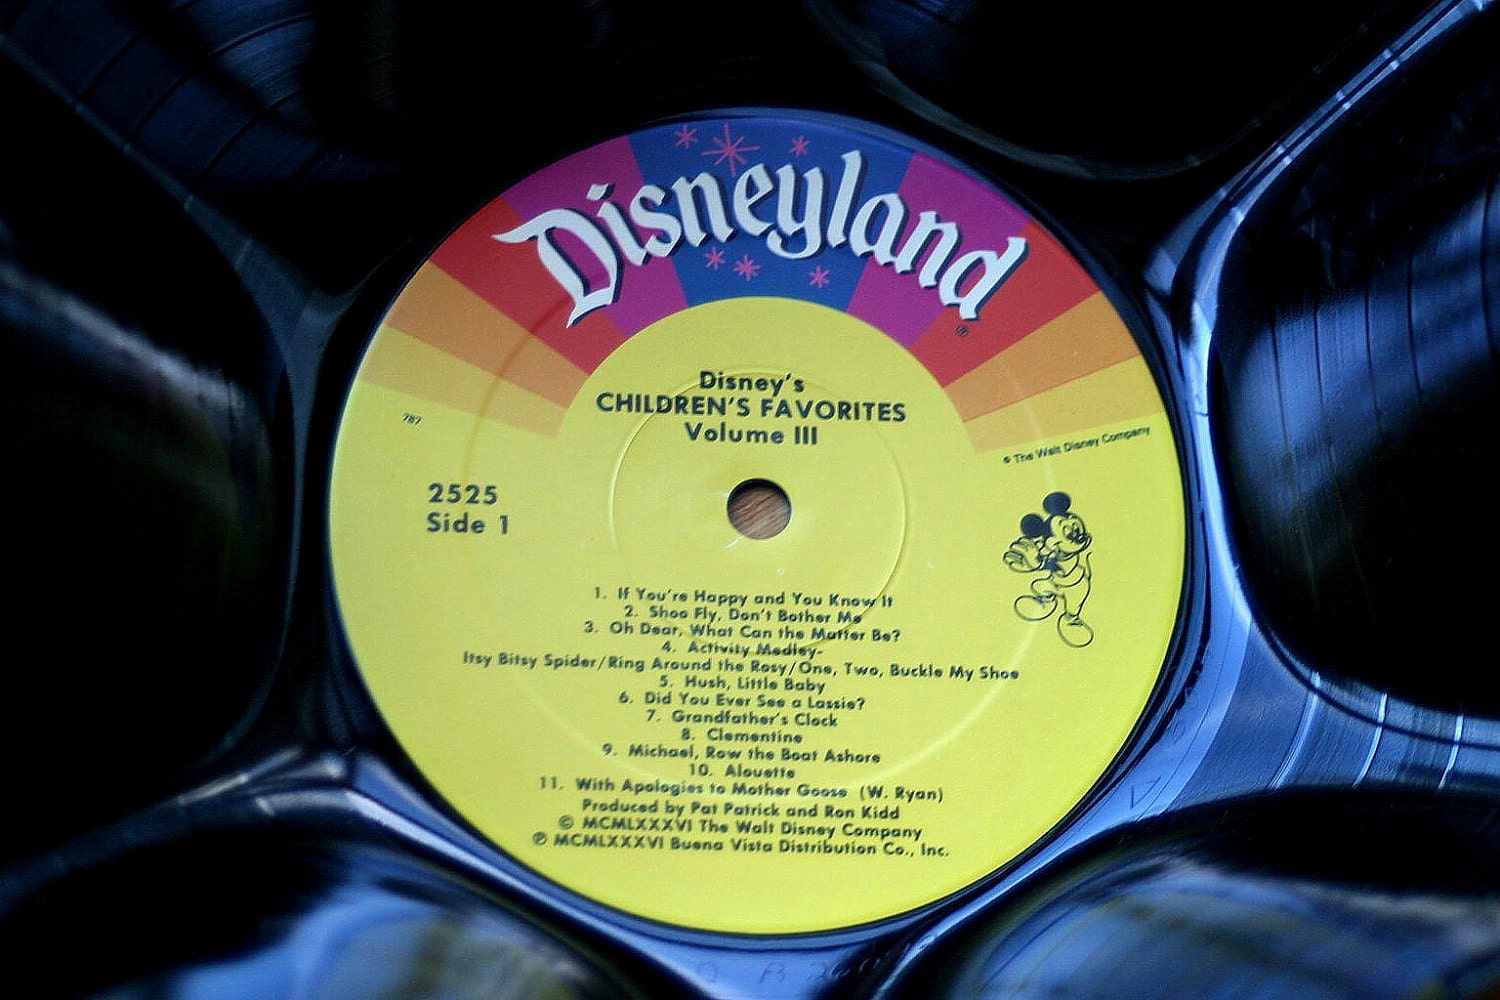 Disneyland
®
Disney's
CHILDREN'S FAVORITES
Volume III
787
© The Walt Disney Company
2525
Side 1
1. If You're Happy and You Know It
2. Shoo Fly, Don't Bother Me
3. Oh Dear, What Can the Matter Be?
4. Activity Medley-
Itsy Bitsy Spider/Ring Around the Rosy/One, Two, Buckle My Shoe
5. Hush, Little Baby
6. Did You Ever See a Lassie?
7. Grandfather's Clock
8. Clementine
9. Michael, Row the Boat Ashore
10. Alouette
11. With Apologies to Mother Goose (W. Ryan)
Produced by Pat Patrick and Ron Kidd
© MCMLXXXVI The Walt Disney Company
℗ MCMLXXXVI Buena Vista Distribution Co., Inc.